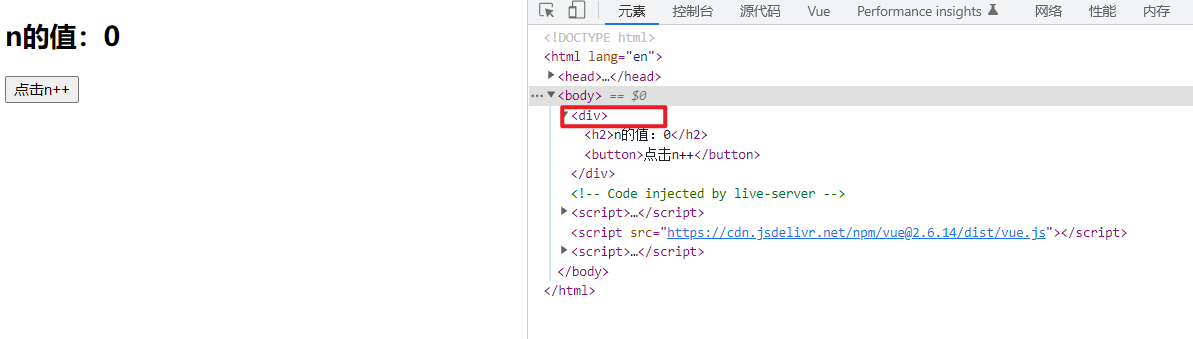 n的值：0
点击n++
元素 控制台 源代码 Vue Performance insights 网络 性能 内存
<!DOCTYPE html>
<html lang="en">
<head>…</head>
… <body> == $0
<div>
<h2>n的值：0</h2>
<button>点击n++</button>
</div>
<!-- Code injected by live-server -->
<script>…</script>
<script src="https://cdn.jsdelivr.net/npm/vue@2.6.14/dist/vue.js"></script>
<script>…</script>
</body>
</html>